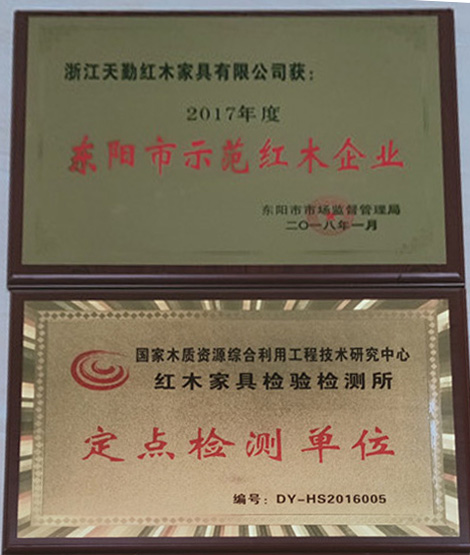 浙江天勤红木家具有限公司获：
2017年度
东阳市示范红木企业
东阳市市场监督管理局
二〇一八年一月
国家木质资源综合利用工程技术研究中心
红木家具检验检测所
定点检测单位
编号：DY-HS2016005